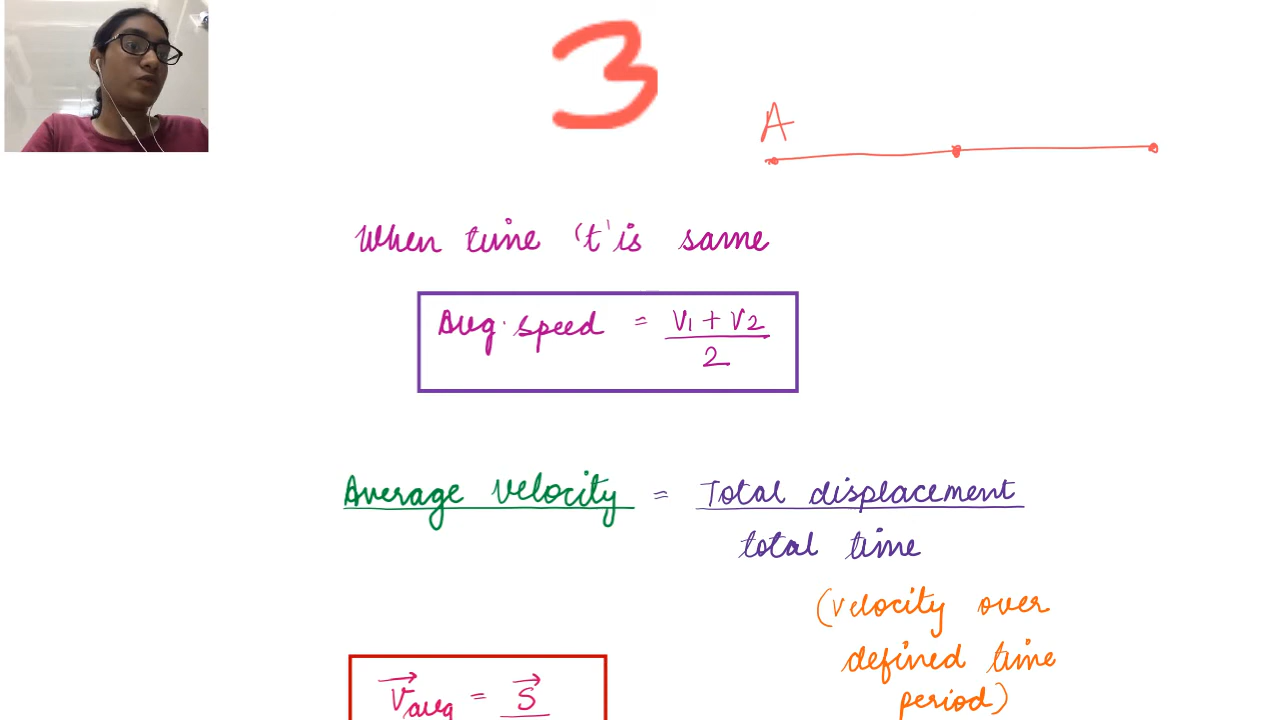 3
A
When time 't' is same
Avg. speed = V1 + V2
2
Average velocity = Total displacement
total time
(velocity over
defined time
period)
V avg = S